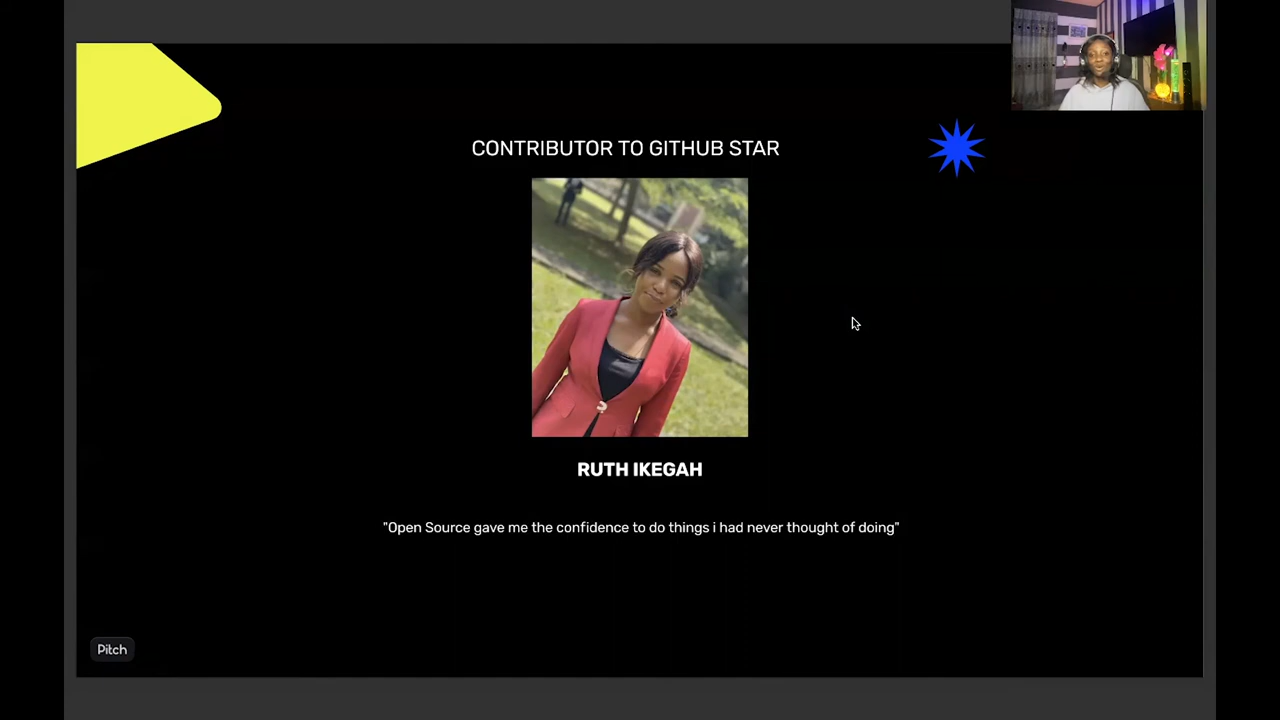 CONTRIBUTOR TO GITHUB STAR
RUTH IKEGAH
"Open Source gave me the confidence to do things i had never thought of doing"
Pitch